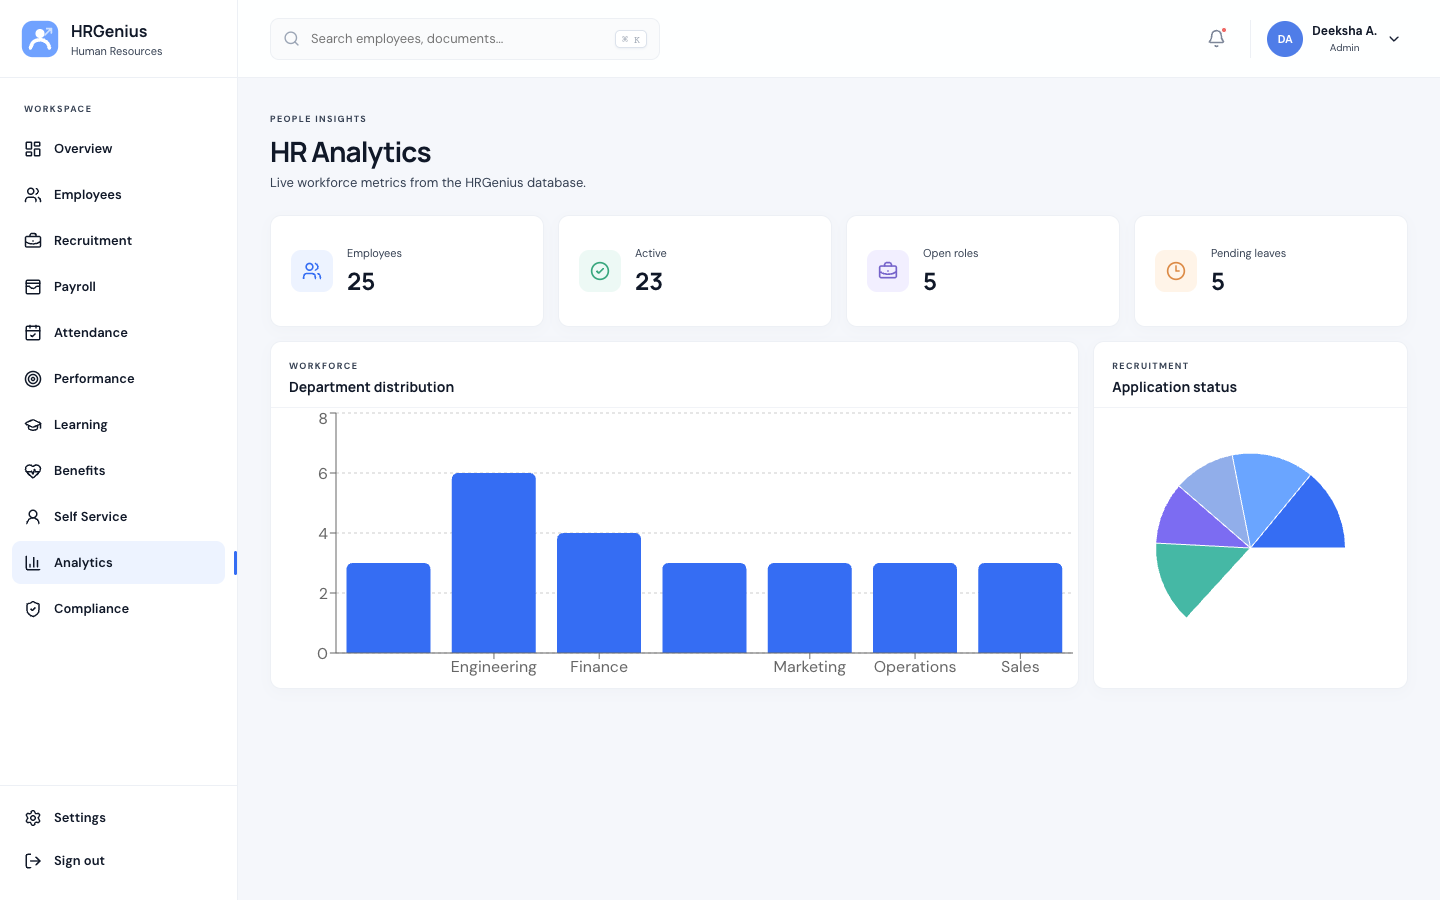 HRGenius
Human Resources
Search employees, documents...
⌘ K
DA
Deeksha A.
Admin
WORKSPACE
Overview
Employees
Recruitment
Payroll
Attendance
Performance
Learning
Benefits
Self Service
Analytics
Compliance
Settings
Sign out
PEOPLE INSIGHTS
HR Analytics
Live workforce metrics from the HRGenius database.
Employees
25
Active
23
Open roles
5
Pending leaves
5
WORKFORCE
Department distribution
8
6
4
2
0
Engineering Finance Marketing Operations Sales
RECRUITMENT
Application status